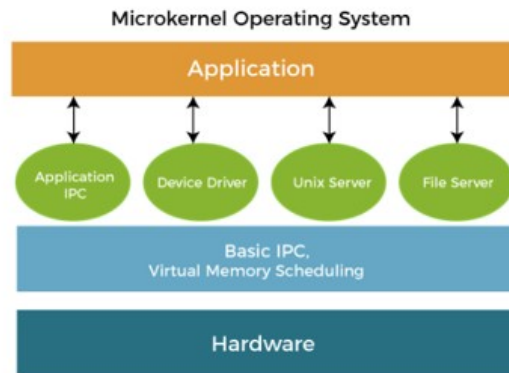 Microkernel Operating System
Application
Application
IPC
Device Driver
Unix Server
File Server
Basic IPC,
Virtual Memory Scheduling
Hardware